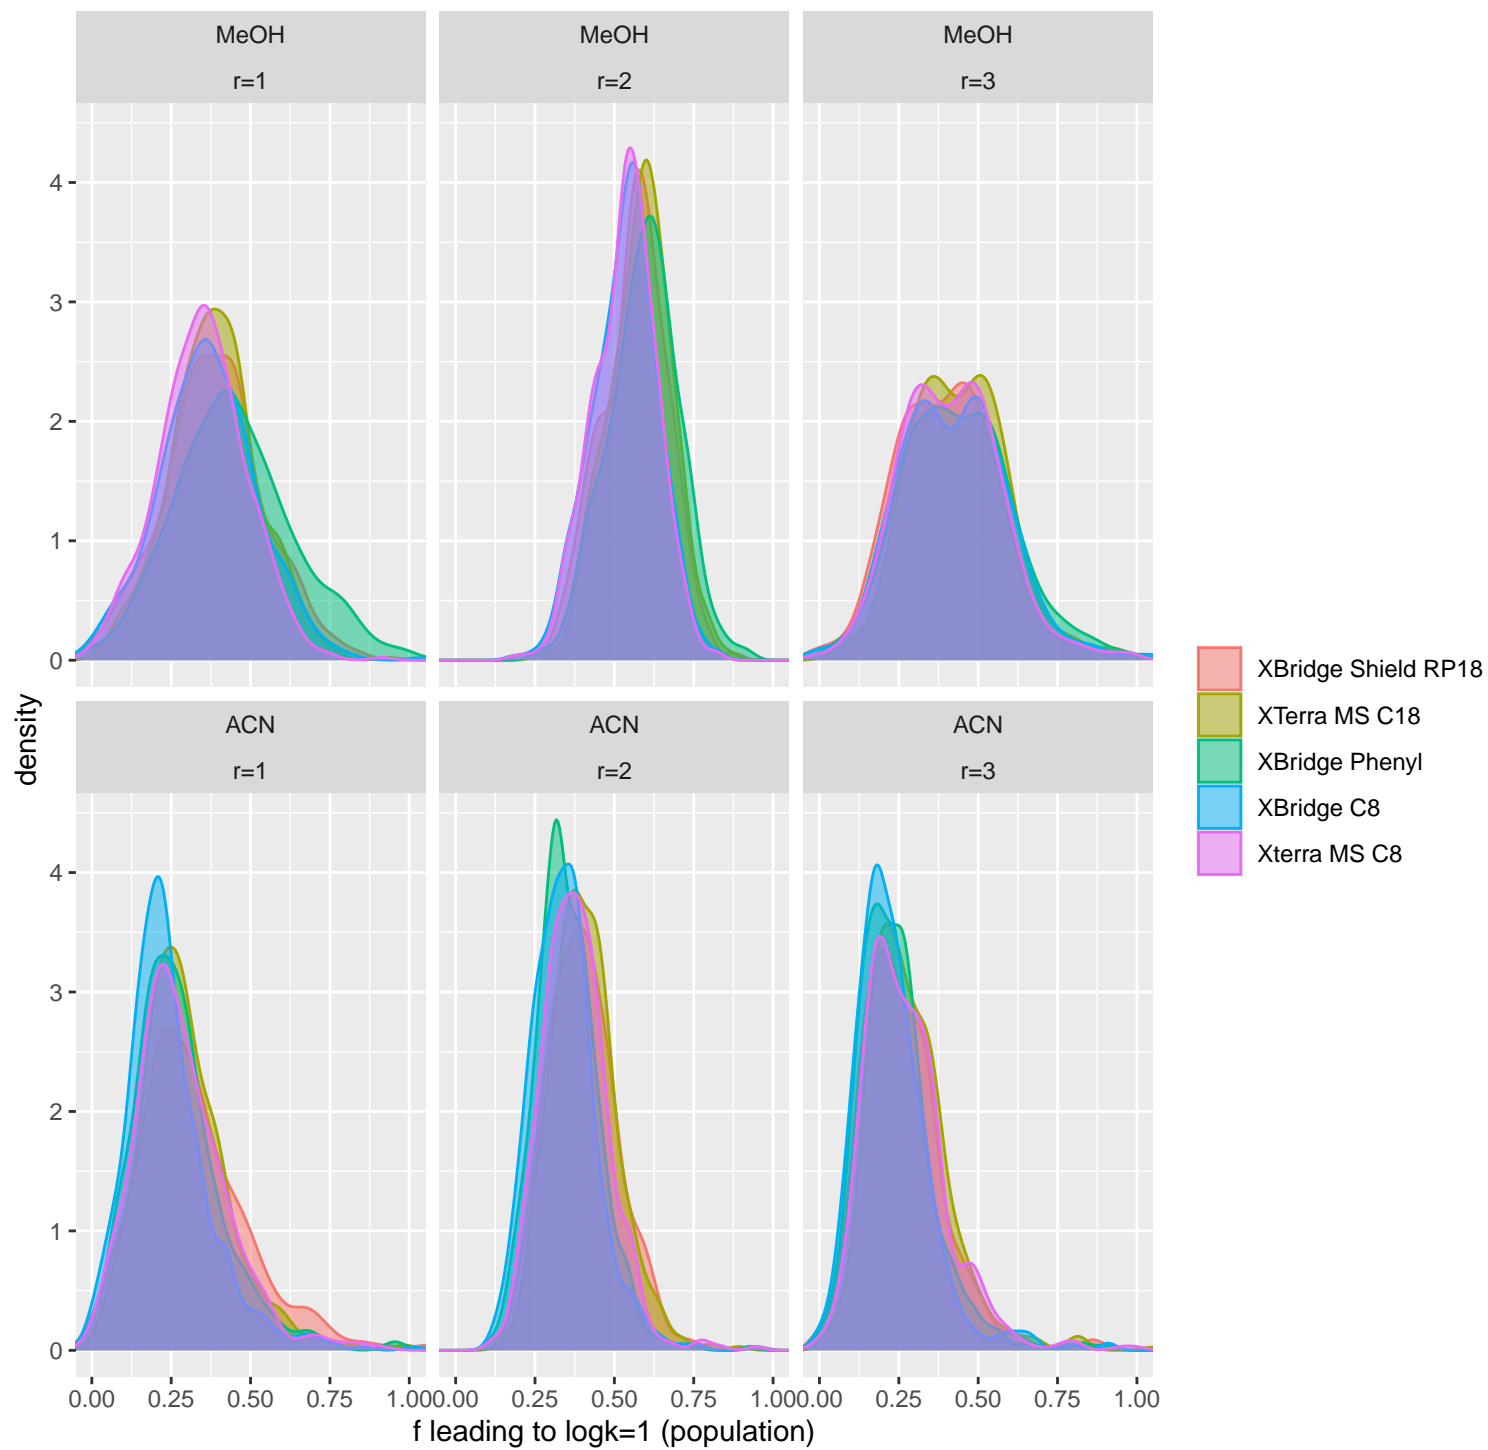 MeOH
r=1
MeOH
r=2
MeOH
r=3
4
3
2
1
0
density
ACN
r=1
ACN
r=2
ACN
r=3
4
3
2
1
0
0.00 0.25 0.50 0.75 1.00
0.00 0.25 0.50 0.75 1.00
0.00 0.25 0.50 0.75 1.00
f leading to logk=1 (population)
XBridge Shield RP18
XTerra MS C18
XBridge Phenyl
XBridge C8
Xterra MS C8